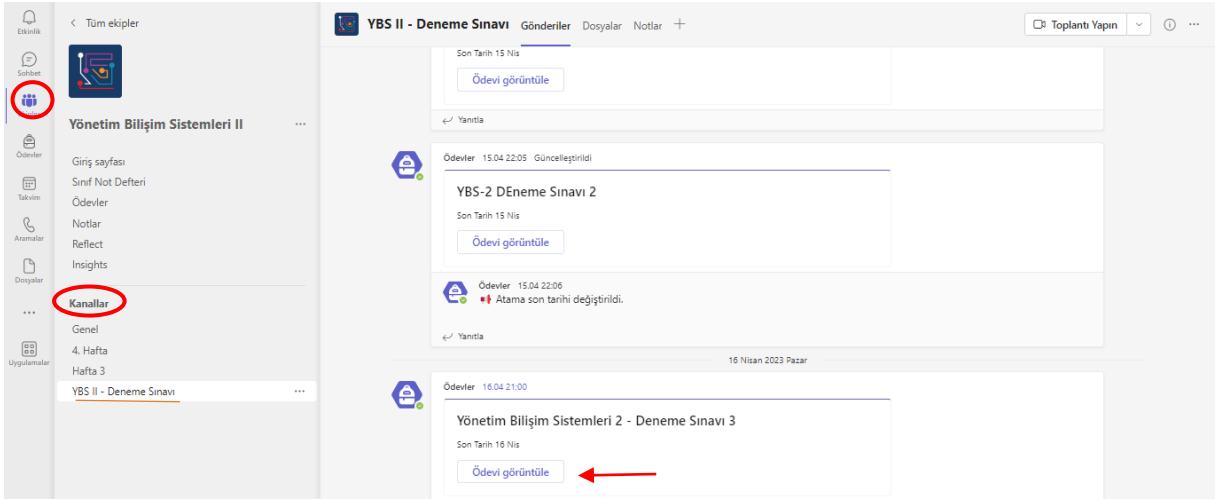 Etkinlik
Sohbet
Ödevler
Takvim
Aramalar
Dosyalar
Uygulamalar
Tüm ekipler
Yönetim Bilişim Sistemleri II
Giriş sayfası
Sınıf Not Defteri
Ödevler
Notlar
Reflect
Insights
Kanallar
Genel
4. Hafta
Hafta 3
YBS II - Deneme Sınavı
YBS II - Deneme Sınavı Gönderiler Dosyalar Notlar
Toplantı Yapın
Son Tarih 15 Nis
Ödevi görüntüle
Yanıtla
Ödevler 15.04 22:05 Güncelleştirildi
YBS-2 DEneme Sınavı 2
Son Tarih 15 Nis
Ödevi görüntüle
Ödevler 15.04 22:06
Atama son tarihi değiştirildi.
Yanıtla
16 Nisan 2023 Pazar
Ödevler 16.04 21:00
Yönetim Bilişim Sistemleri 2 - Deneme Sınavı 3
Son Tarih 16 Nis
Ödevi görüntüle